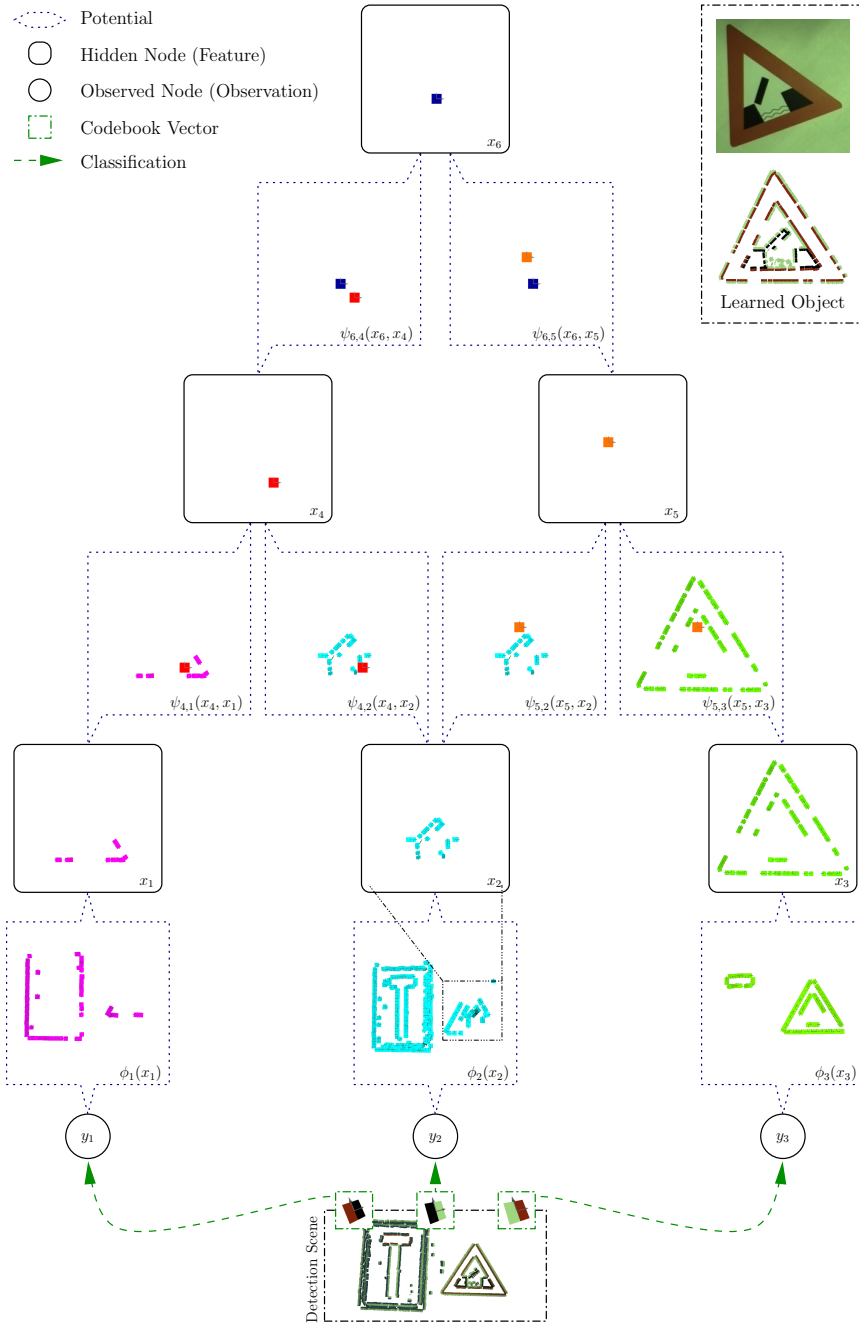 Potential
Hidden Node (Feature)
Observed Node (Observation)
Codebook Vector
Classification
x₆
Learned Object
ψ₆,₄(x₆, x₄)
ψ₆,₅(x₆, x₅)
x₄
x₅
ψ₄,₁(x₄, x₁)
ψ₄,₂(x₄, x₂)
ψ₅,₂(x₅, x₂)
ψ₅,₃(x₅, x₃)
x₁
x₂
x₃
ϕ₁(x₁)
ϕ₂(x₂)
ϕ₃(x₃)
y₁
y₂
y₃
Detection Scene